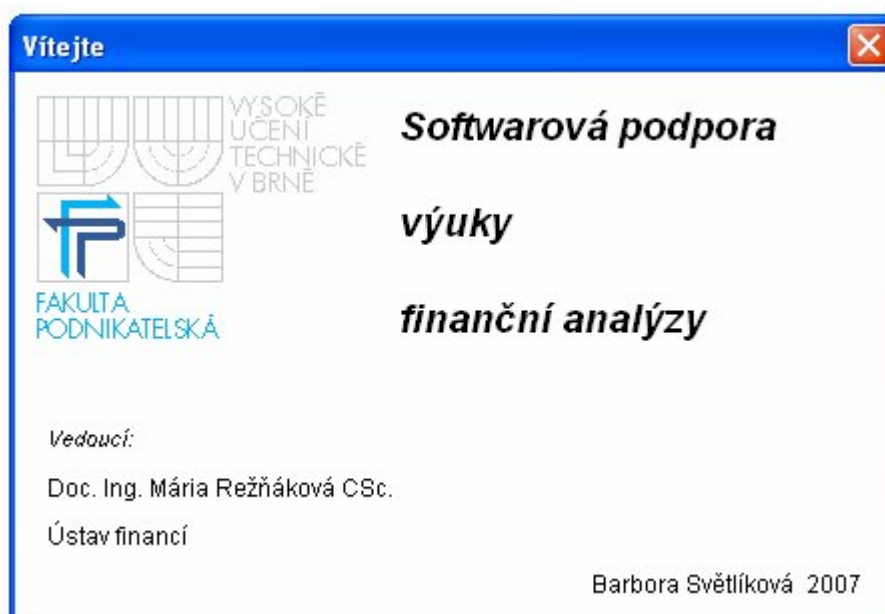 Vítejte
VYSOKÉ
UČENÍ
TECHNICKÉ
V BRNĚ
FAKULTA
PODNIKATELSKÁ
Softwarová podpora
výuky
finanční analýzy
Vedoucí:
Doc. Ing. Mária Režňáková CSc.
Ústav financí
Barbora Světlíková 2007